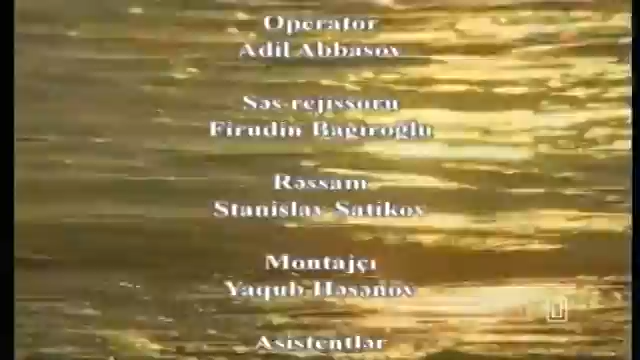 Operator
Adil Abbasov
Səs rejissoru
Firudin Bağıroğlu
Rəssam
Stanislav Satikov
Montajçı
Yaqub Həsənov
Asistentlər